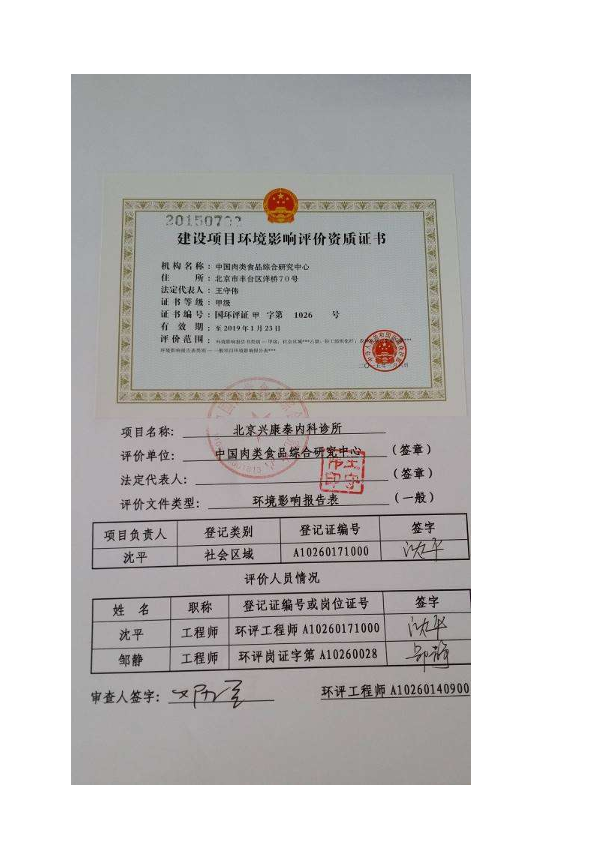 建设项目环境影响评价资质证书
机构名称：中国肉类食品综合研究中心
住所：北京市丰台区洋桥70号
法定代表人：王守伟
证书等级：甲级
证书编号：国环评证 甲 字第 1026 号
有效期：至2019年1月23日
评价范围：
项目名称：北京兴康泰内科诊所
评价单位：中国肉类食品综合研究中心（签章）
法定代表人：（签章）
评价文件类型：环境影响报告表（一般）
项目负责人 登记类别 登记证编号 签字
沈平 社会区域 A10260171000 沈平
评价人员情况
姓名 职称 登记证编号或岗位证号 签字
沈平 工程师 环评工程师 A10260171000 沈平
邹静 工程师 环评岗证字第 A10260028 邹静
审查人签字： 环评工程师 A10260140900